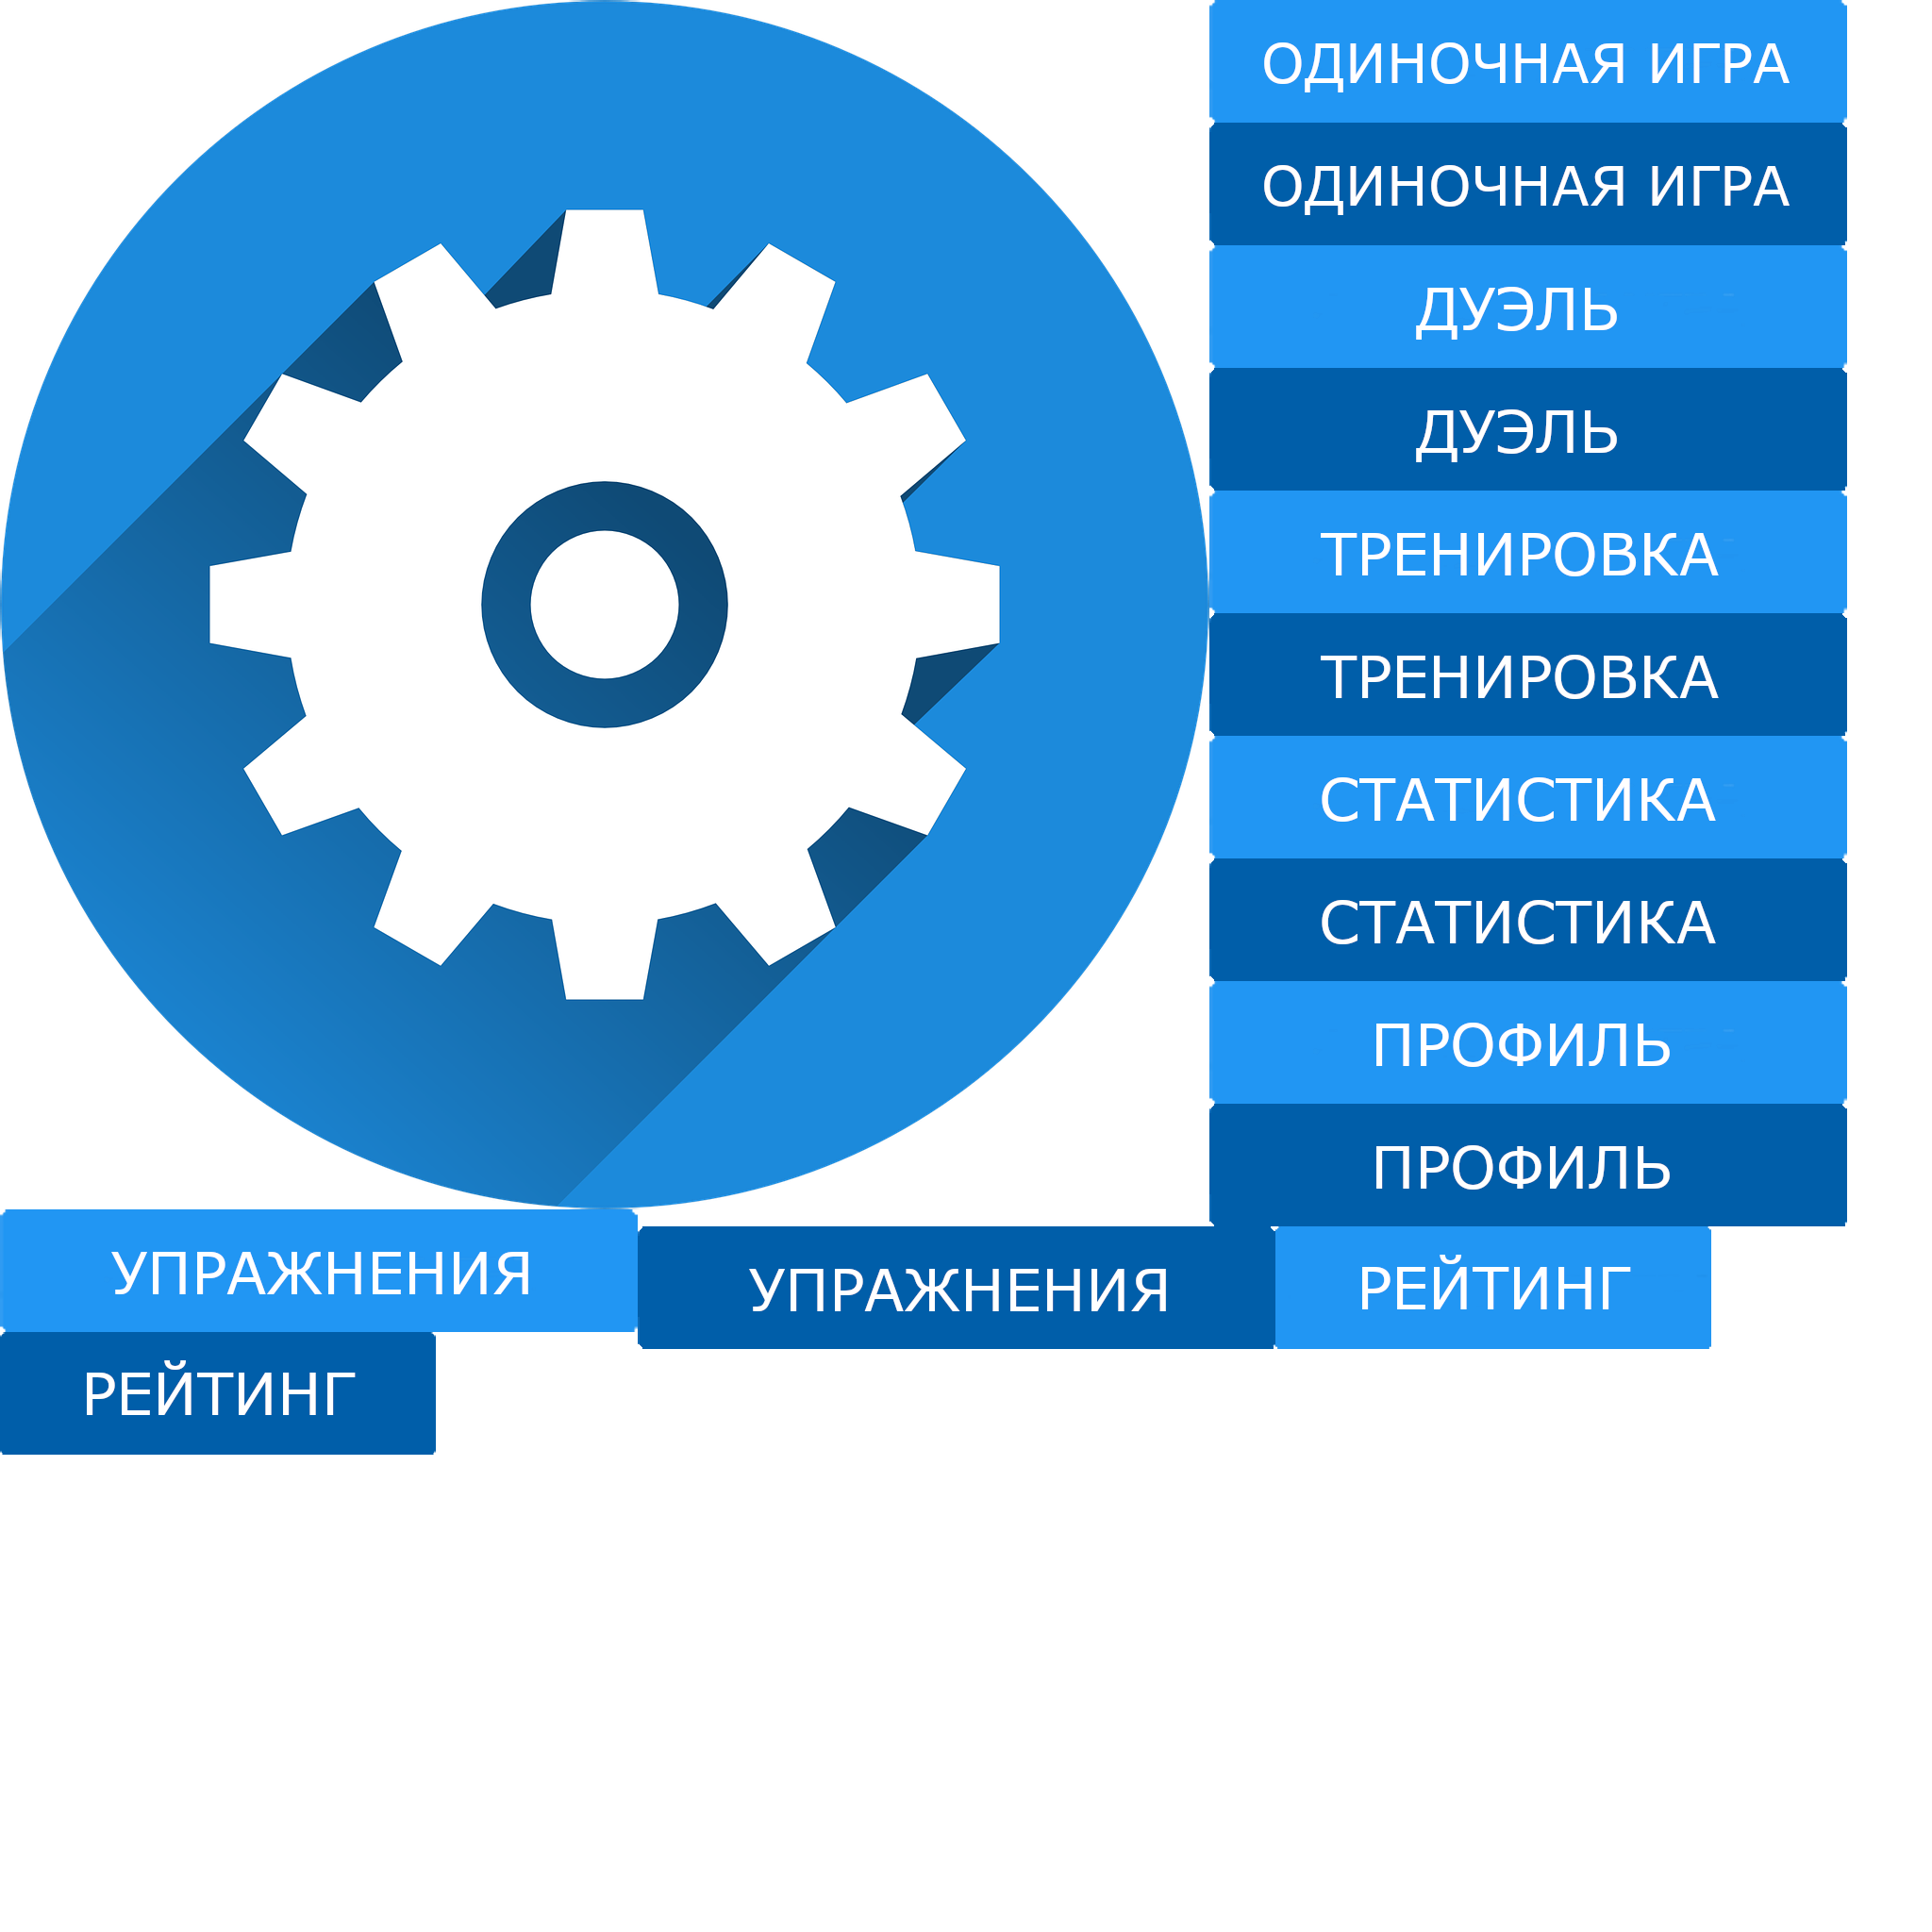 ОДИНОЧНАЯ ИГРА
ОДИНОЧНАЯ ИГРА
ДУЭЛЬ
ДУЭЛЬ
ТРЕНИРОВКА
ТРЕНИРОВКА
СТАТИСТИКА
СТАТИСТИКА
ПРОФИЛЬ
ПРОФИЛЬ
УПРАЖНЕНИЯ
УПРАЖНЕНИЯ
РЕЙТИНГ
РЕЙТИНГ